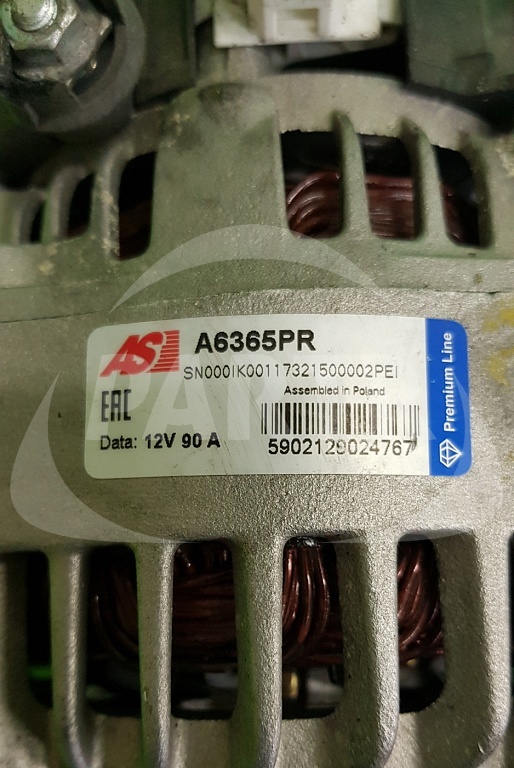 AS A6365PR
SN000IK00117321500002PEI
Assembled in Poland
EAC
Data: 12V 90 A
5902129024767
Premium Line